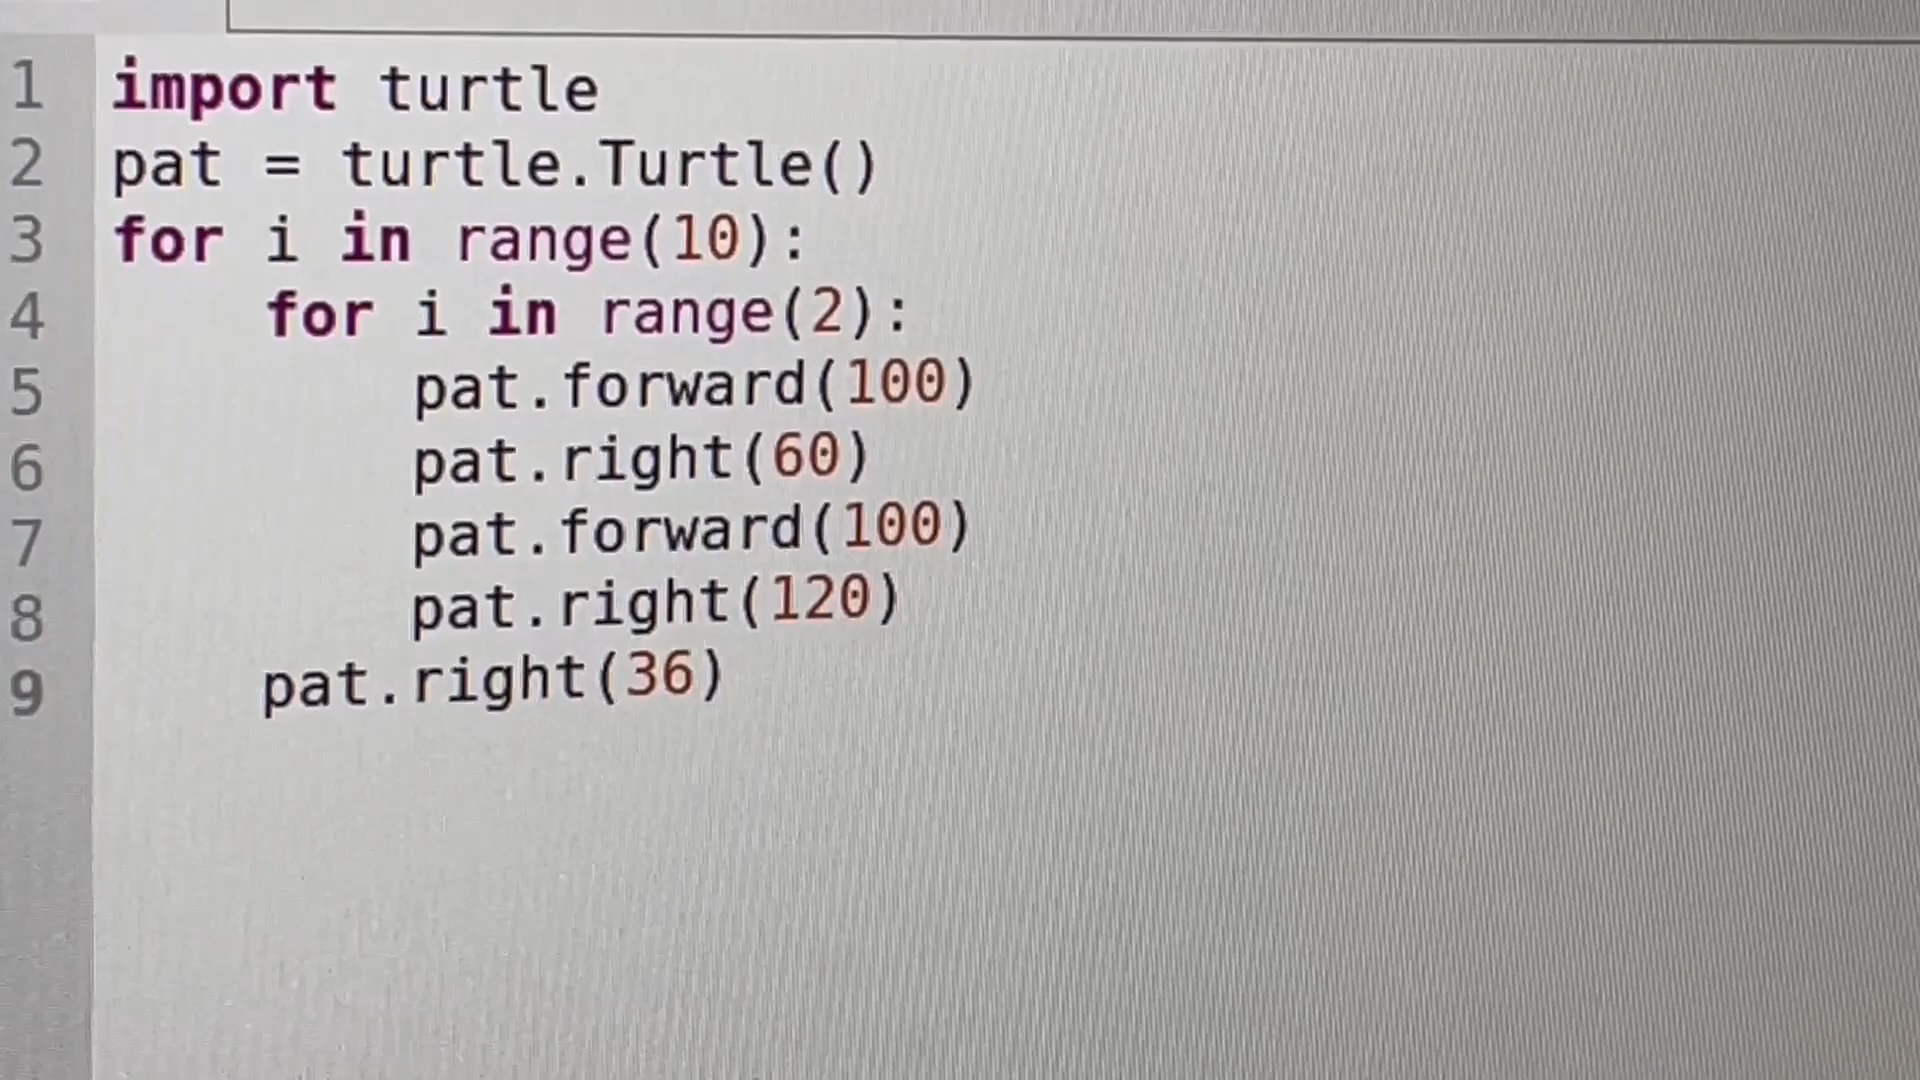 1 import turtle
2 pat = turtle.Turtle()
3 for i in range(10):
4     for i in range(2):
5         pat.forward(100)
6         pat.right(60)
7         pat.forward(100)
8         pat.right(120)
9     pat.right(36)